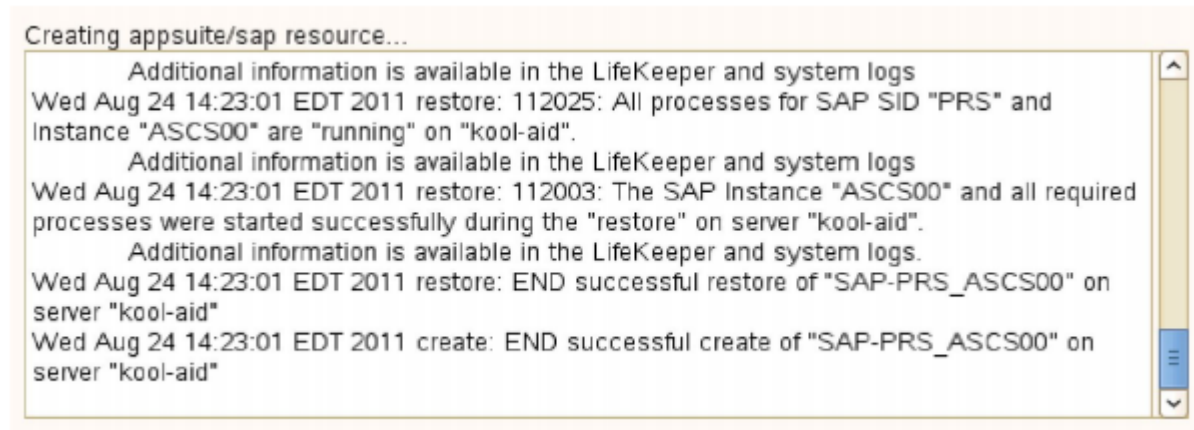 Creating appsuite/sap resource...
Additional information is available in the LifeKeeper and system logs
Wed Aug 24 14:23:01 EDT 2011 restore: 112025: All processes for SAP SID "PRS" and
Instance "ASCS00" are "running" on "kool-aid".
Additional information is available in the LifeKeeper and system logs
Wed Aug 24 14:23:01 EDT 2011 restore: 112003: The SAP Instance "ASCS00" and all required
processes were started successfully during the "restore" on server "kool-aid".
Additional information is available in the LifeKeeper and system logs.
Wed Aug 24 14:23:01 EDT 2011 restore: END successful restore of "SAP-PRS_ASCS00" on
server "kool-aid"
Wed Aug 24 14:23:01 EDT 2011 create: END successful create of "SAP-PRS_ASCS00" on
server "kool-aid"